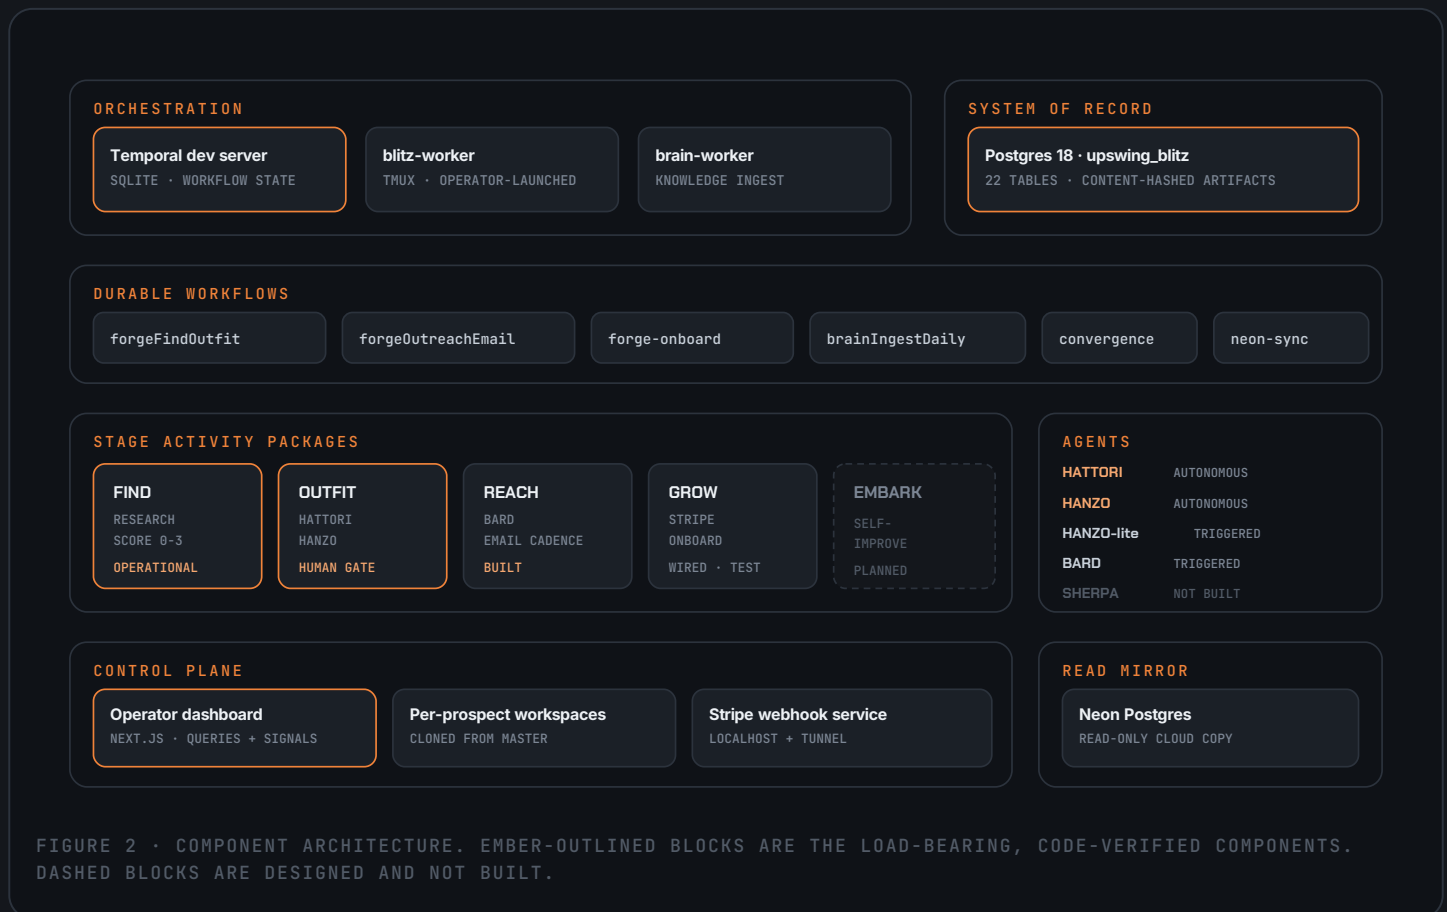 ORCHESTRATION
Temporal dev server
SQLITE · WORKFLOW STATE
blitz-worker
TMUX · OPERATOR-LAUNCHED
brain-worker
KNOWLEDGE INGEST
SYSTEM OF RECORD
Postgres 18 · upswing_blitz
22 TABLES · CONTENT-HASHED ARTIFACTS
DURABLE WORKFLOWS
forgeFindOutfit
forgeOutreachEmail
forge-onboard
brainIngestDaily
convergence
neon-sync
STAGE ACTIVITY PACKAGES
FIND
RESEARCH
SCORE 0-3
OPERATIONAL
OUTFIT
HATTORI
HANZO
HUMAN GATE
REACH
BARD
EMAIL CADENCE
BUILT
GROW
STRIPE
ONBOARD
WIRED · TEST
EMBARK
SELF-
IMPROVE
PLANNED
AGENTS
HATTORI AUTONOMOUS
HANZO AUTONOMOUS
HANZO-lite TRIGGERED
BARD TRIGGERED
SHERPA NOT BUILT
CONTROL PLANE
Operator dashboard
NEXT.JS · QUERIES + SIGNALS
Per-prospect workspaces
CLONED FROM MASTER
Stripe webhook service
LOCALHOST + TUNNEL
READ MIRROR
Neon Postgres
READ-ONLY CLOUD COPY
FIGURE 2 · COMPONENT ARCHITECTURE. EMBER-OUTLINED BLOCKS ARE THE LOAD-BEARING, CODE-VERIFIED COMPONENTS.
DASHED BLOCKS ARE DESIGNED AND NOT BUILT.